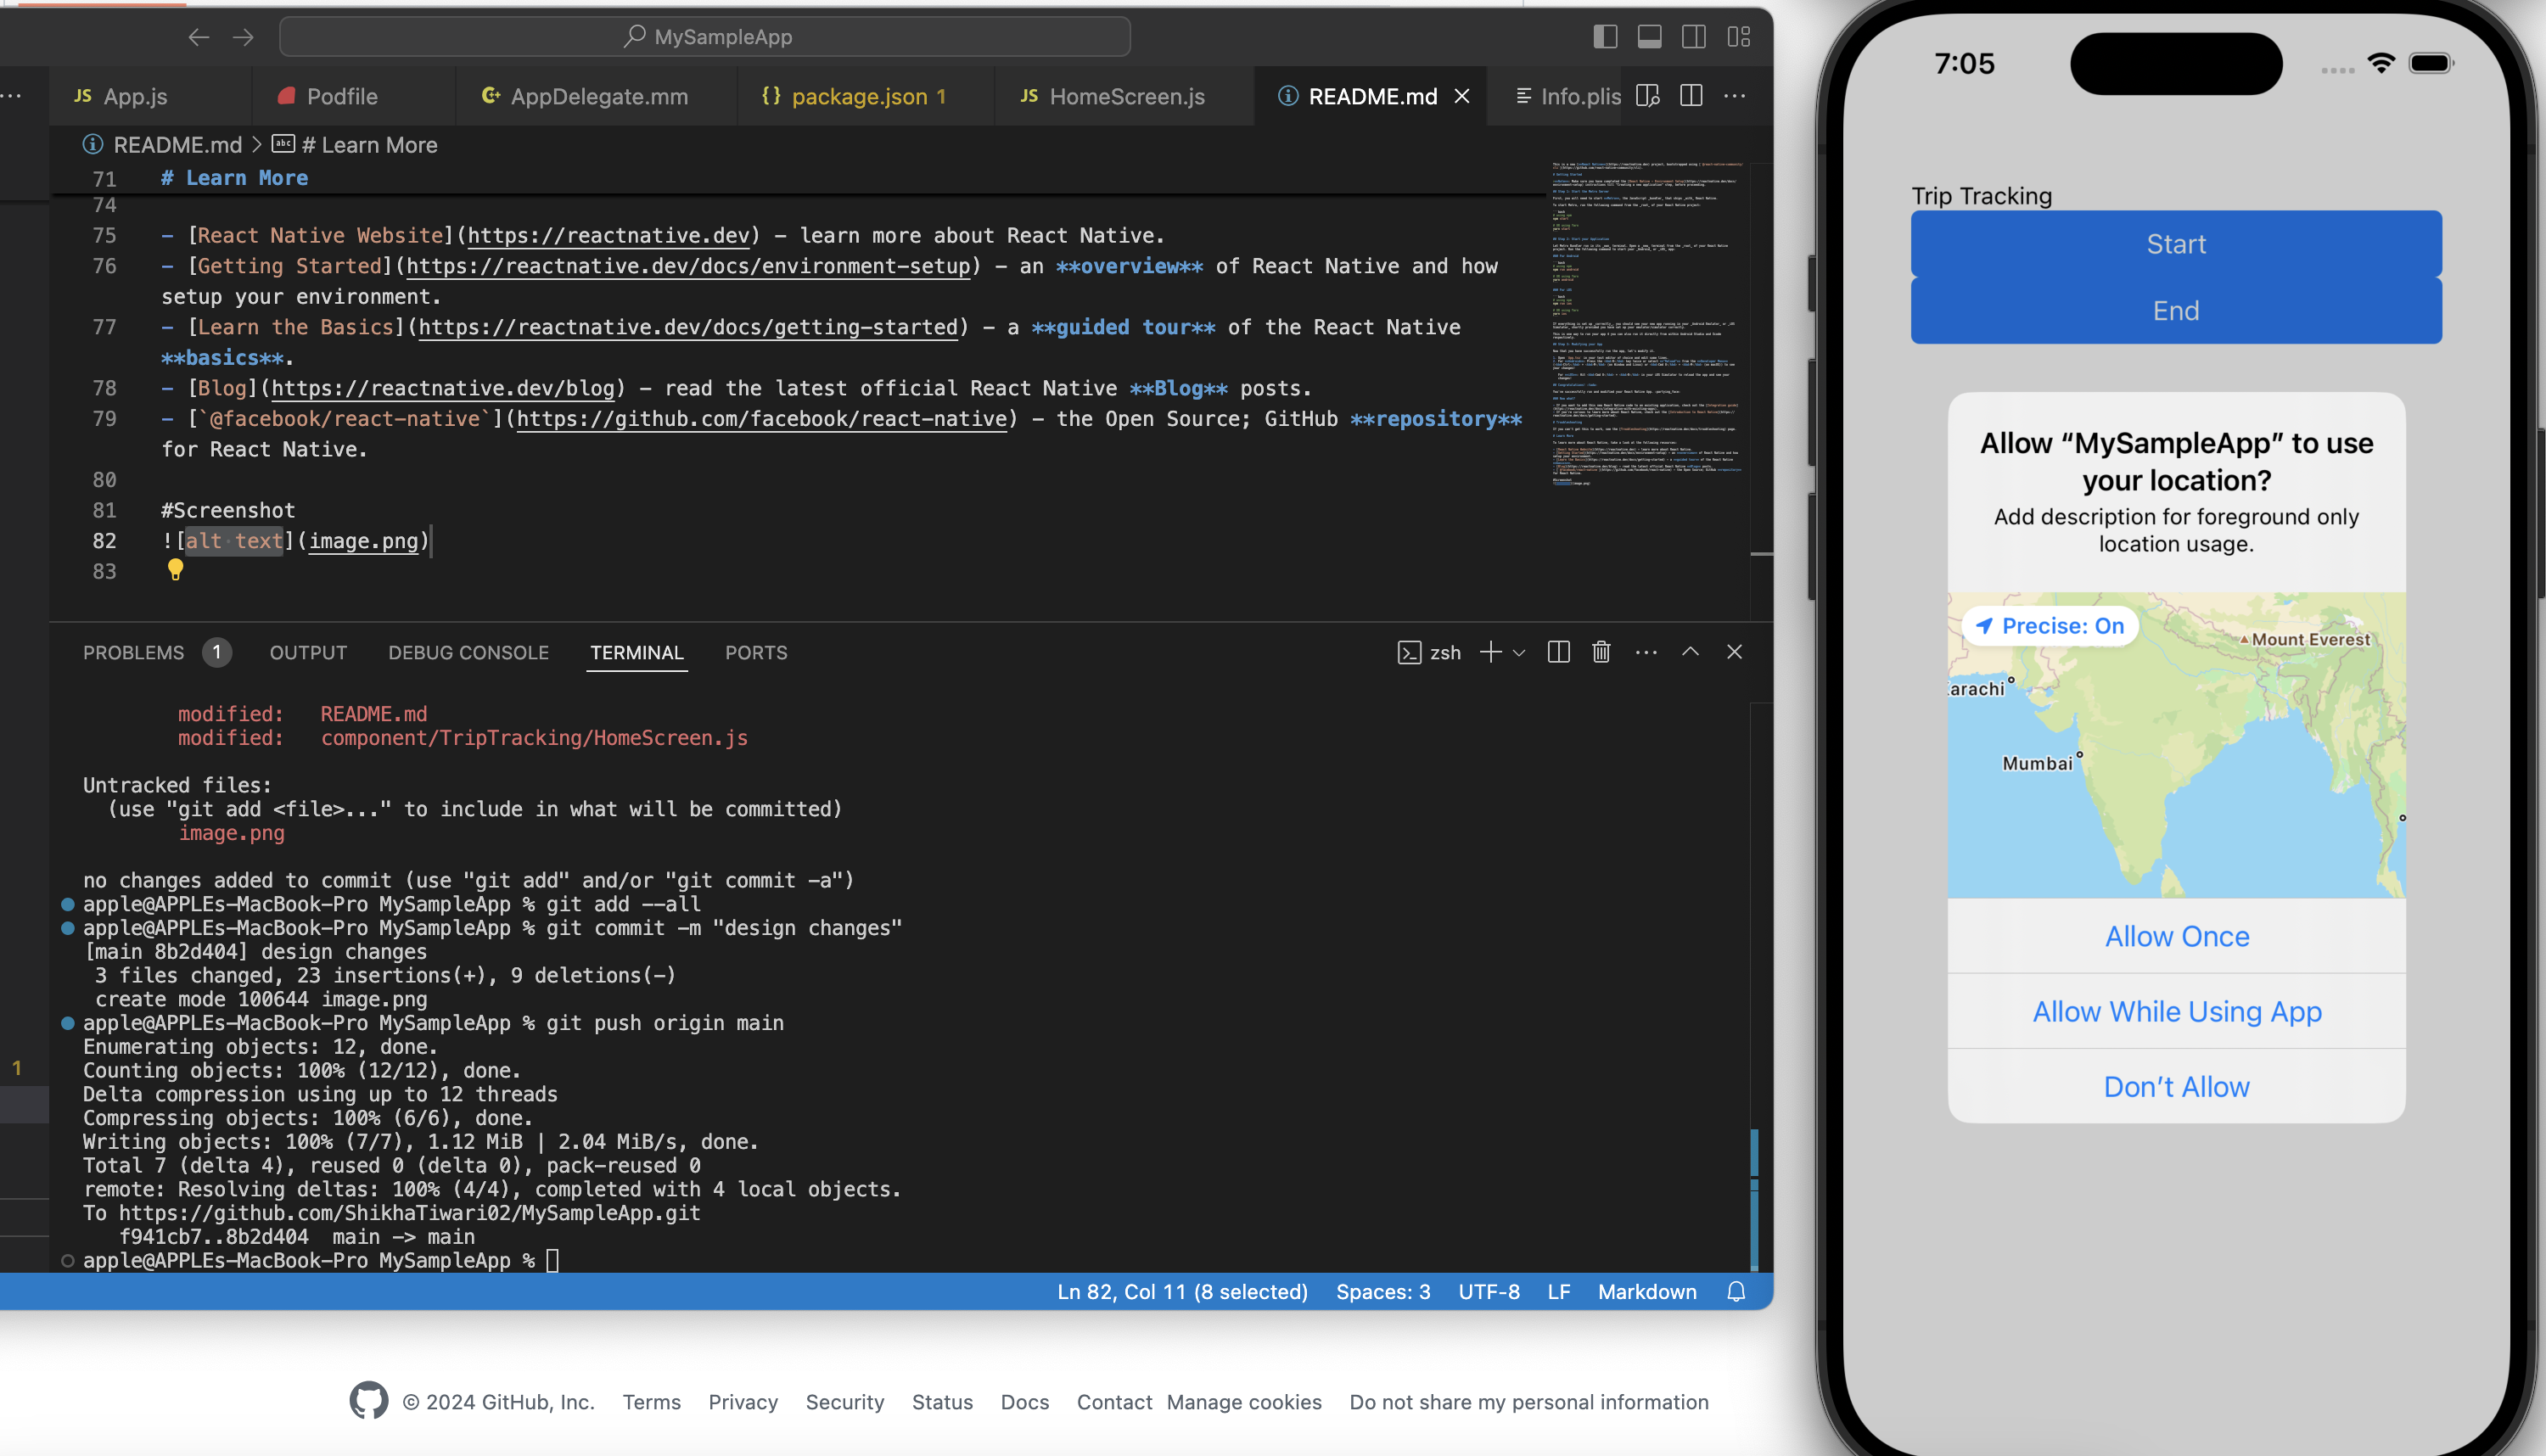 MySampleApp
JS App.js
Podfile
AppDelegate.mm
{} package.json 1
JS HomeScreen.js
README.md
Info.plis
README.md > abc # Learn More
71 # Learn More
74
75 - [React Native Website](https://reactnative.dev) - learn more about React Native.
76 - [Getting Started](https://reactnative.dev/docs/environment-setup) - an **overview** of React Native and how
setup your environment.
77 - [Learn the Basics](https://reactnative.dev/docs/getting-started) - a **guided tour** of the React Native
**basics**.
78 - [Blog](https://reactnative.dev/blog) - read the latest official React Native **Blog** posts.
79 - [`@facebook/react-native`](https://github.com/facebook/react-native) - the Open Source; GitHub **repository**
for React Native.
80
81 #Screenshot
82 ![alt text](image.png)
83
PROBLEMS 1 OUTPUT DEBUG CONSOLE TERMINAL PORTS
zsh
modified: README.md
modified: component/TripTracking/HomeScreen.js
Untracked files:
(use "git add <file>..." to include in what will be committed)
image.png
no changes added to commit (use "git add" and/or "git commit -a")
apple@APPLEs-MacBook-Pro MySampleApp % git add --all
apple@APPLEs-MacBook-Pro MySampleApp % git commit -m "design changes"
[main 8b2d404] design changes
3 files changed, 23 insertions(+), 9 deletions(-)
create mode 100644 image.png
apple@APPLEs-MacBook-Pro MySampleApp % git push origin main
Enumerating objects: 12, done.
Counting objects: 100% (12/12), done.
Delta compression using up to 12 threads
Compressing objects: 100% (6/6), done.
Writing objects: 100% (7/7), 1.12 MiB | 2.04 MiB/s, done.
Total 7 (delta 4), reused 0 (delta 0), pack-reused 0
remote: Resolving deltas: 100% (4/4), completed with 4 local objects.
To https://github.com/ShikhaTiwari02/MySampleApp.git
f941cb7..8b2d404 main -> main
apple@APPLEs-MacBook-Pro MySampleApp %
1
Ln 82, Col 11 (8 selected) Spaces: 3 UTF-8 LF Markdown
© 2024 GitHub, Inc. Terms Privacy Security Status Docs Contact Manage cookies Do not share my personal information
7:05
Trip Tracking
Start
End
Allow “MySampleApp” to use
your location?
Add description for foreground only
location usage.
Precise: On
Mount Everest
arachi
Mumbai
Allow Once
Allow While Using App
Don’t Allow